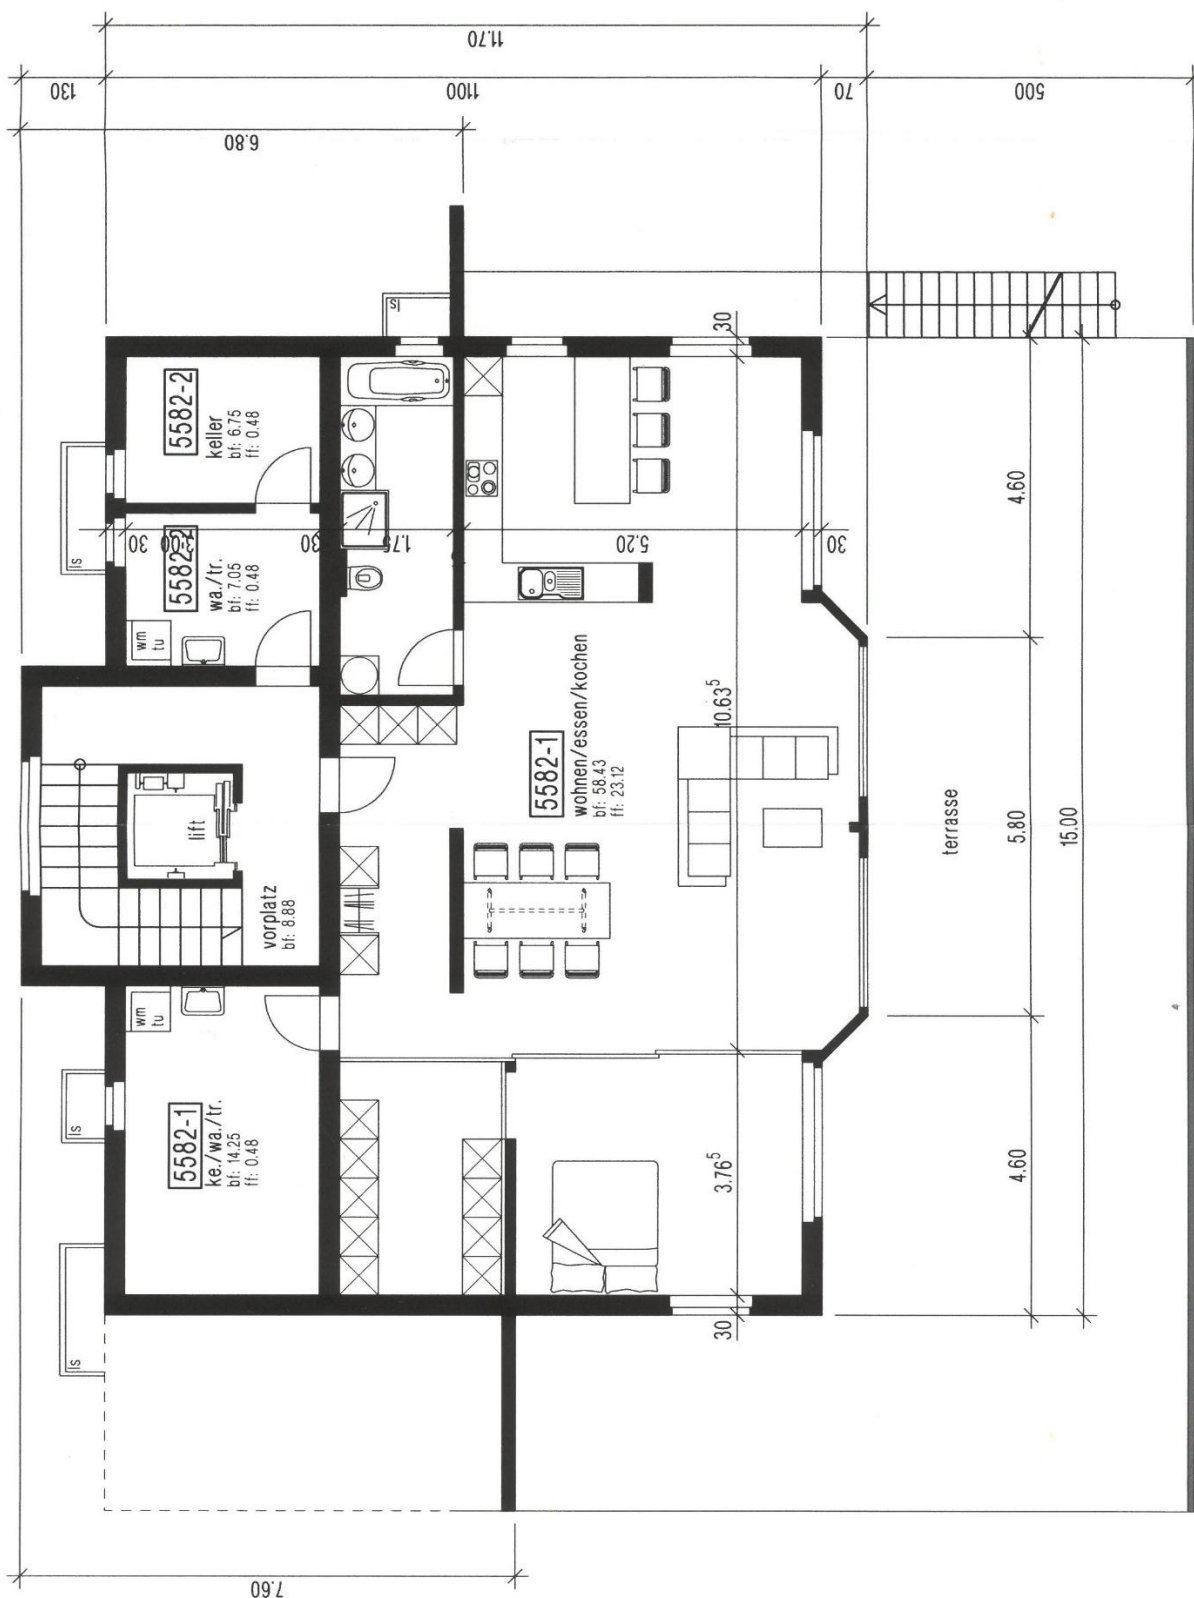 11.70
130
1100
70
500
6.80
ls
30
5582-2
keller
bf: 6.75
ff: 0.48
ls
30
3.00
30
1.75
5.20
30
5582-2
wa./tr.
bf: 7.05
ff: 0.48
wm
tu
4.60
5582-1
wohnen/essen/kochen
bf: 58.43
ff: 23.12
10.63⁵
lift
vorplatz
bf: 8.88
terrasse
5.80
15.00
wm
tu
ls
5582-1
ke./wa./tr.
bf: 14.25
ff: 0.48
3.76⁵
4.60
ls
30
7.60